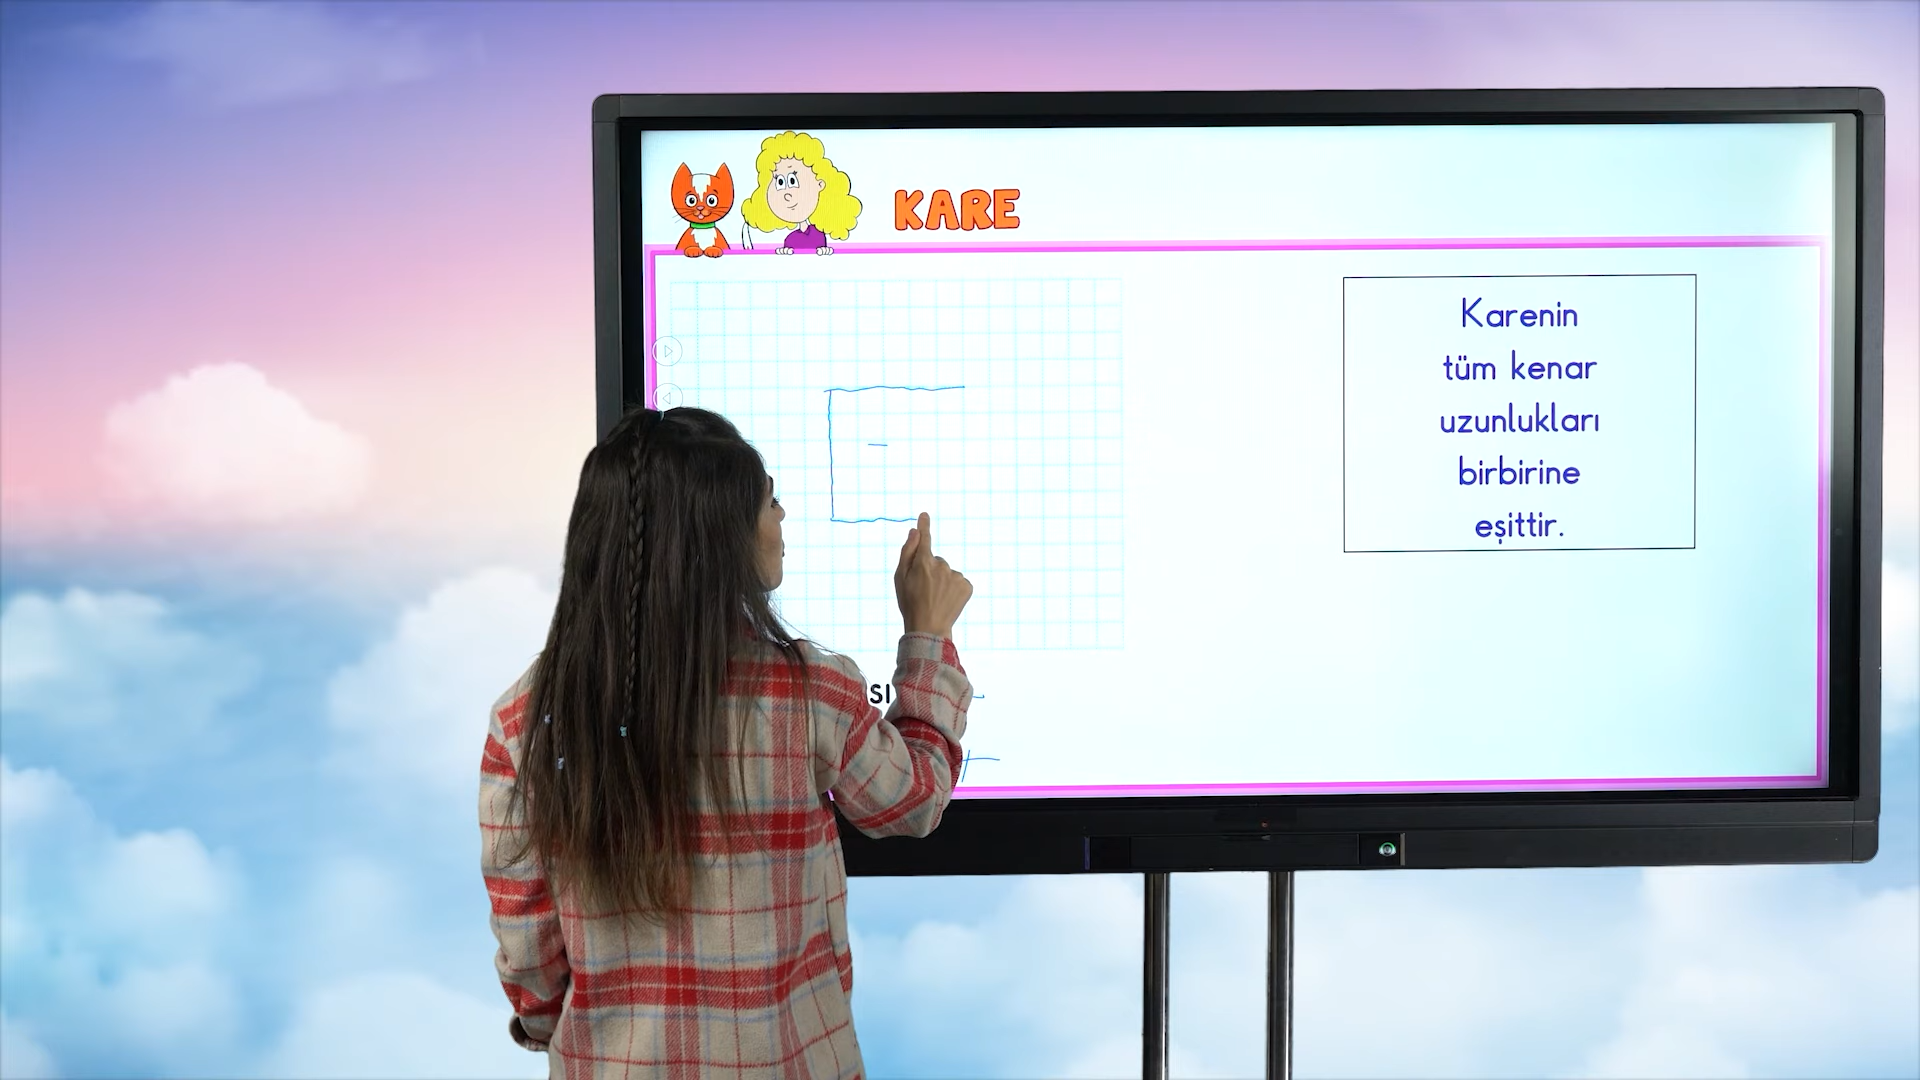 KARE
Karenin
tüm kenar
uzunlukları
birbirine
eşittir.